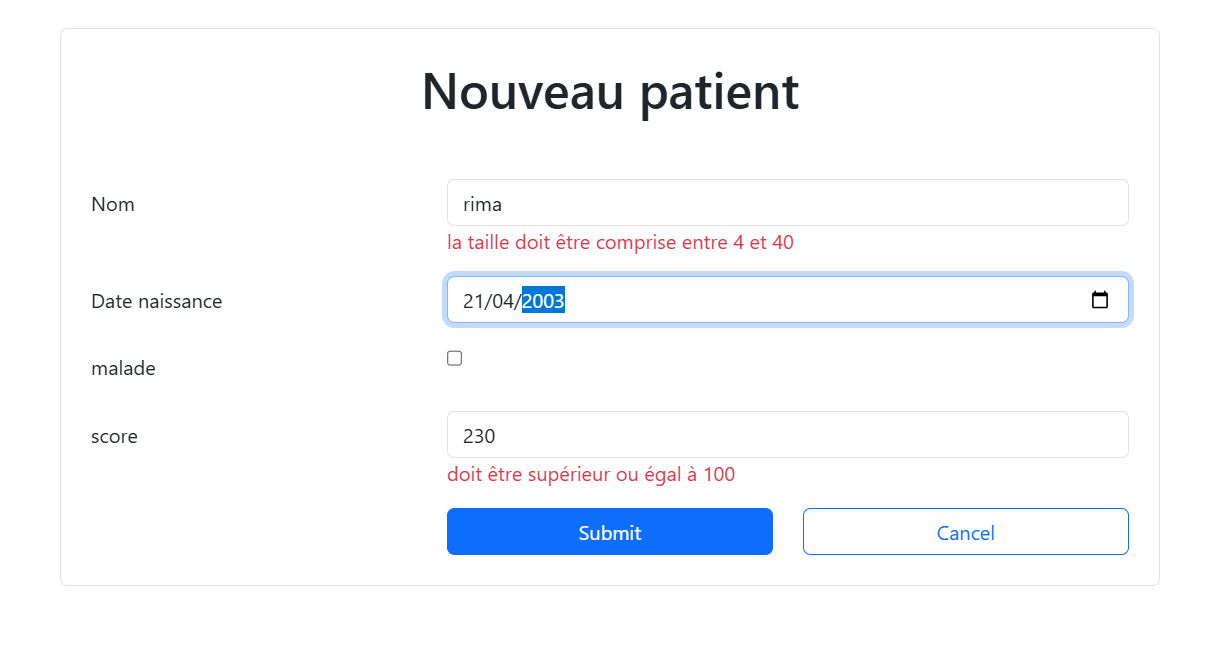 Nouveau patient
Nom
rima
la taille doit être comprise entre 4 et 40
Date naissance
21/04/2003
malade
score
230
doit être supérieur ou égal à 100
Submit
Cancel